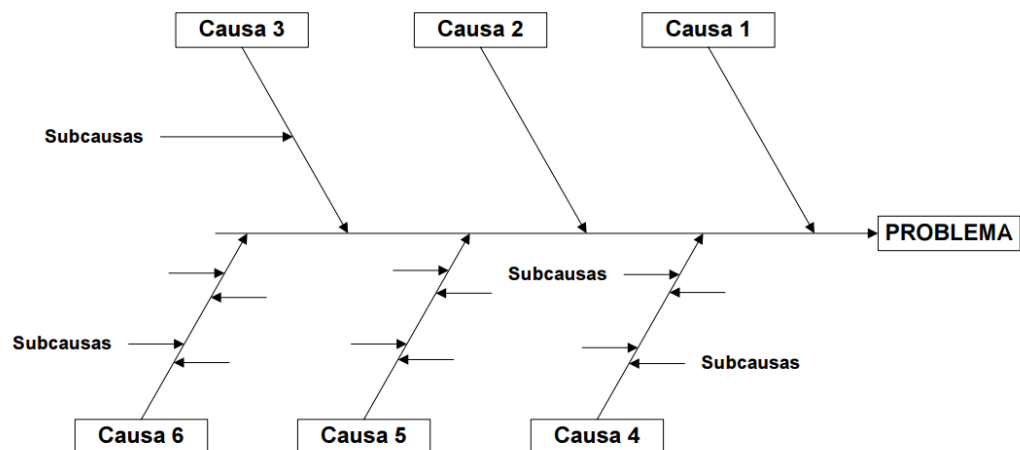 Causa 3
Causa 2
Causa 1
Subcausas
PROBLEMA
Subcausas
Subcausas
Subcausas
Causa 6
Causa 5
Causa 4